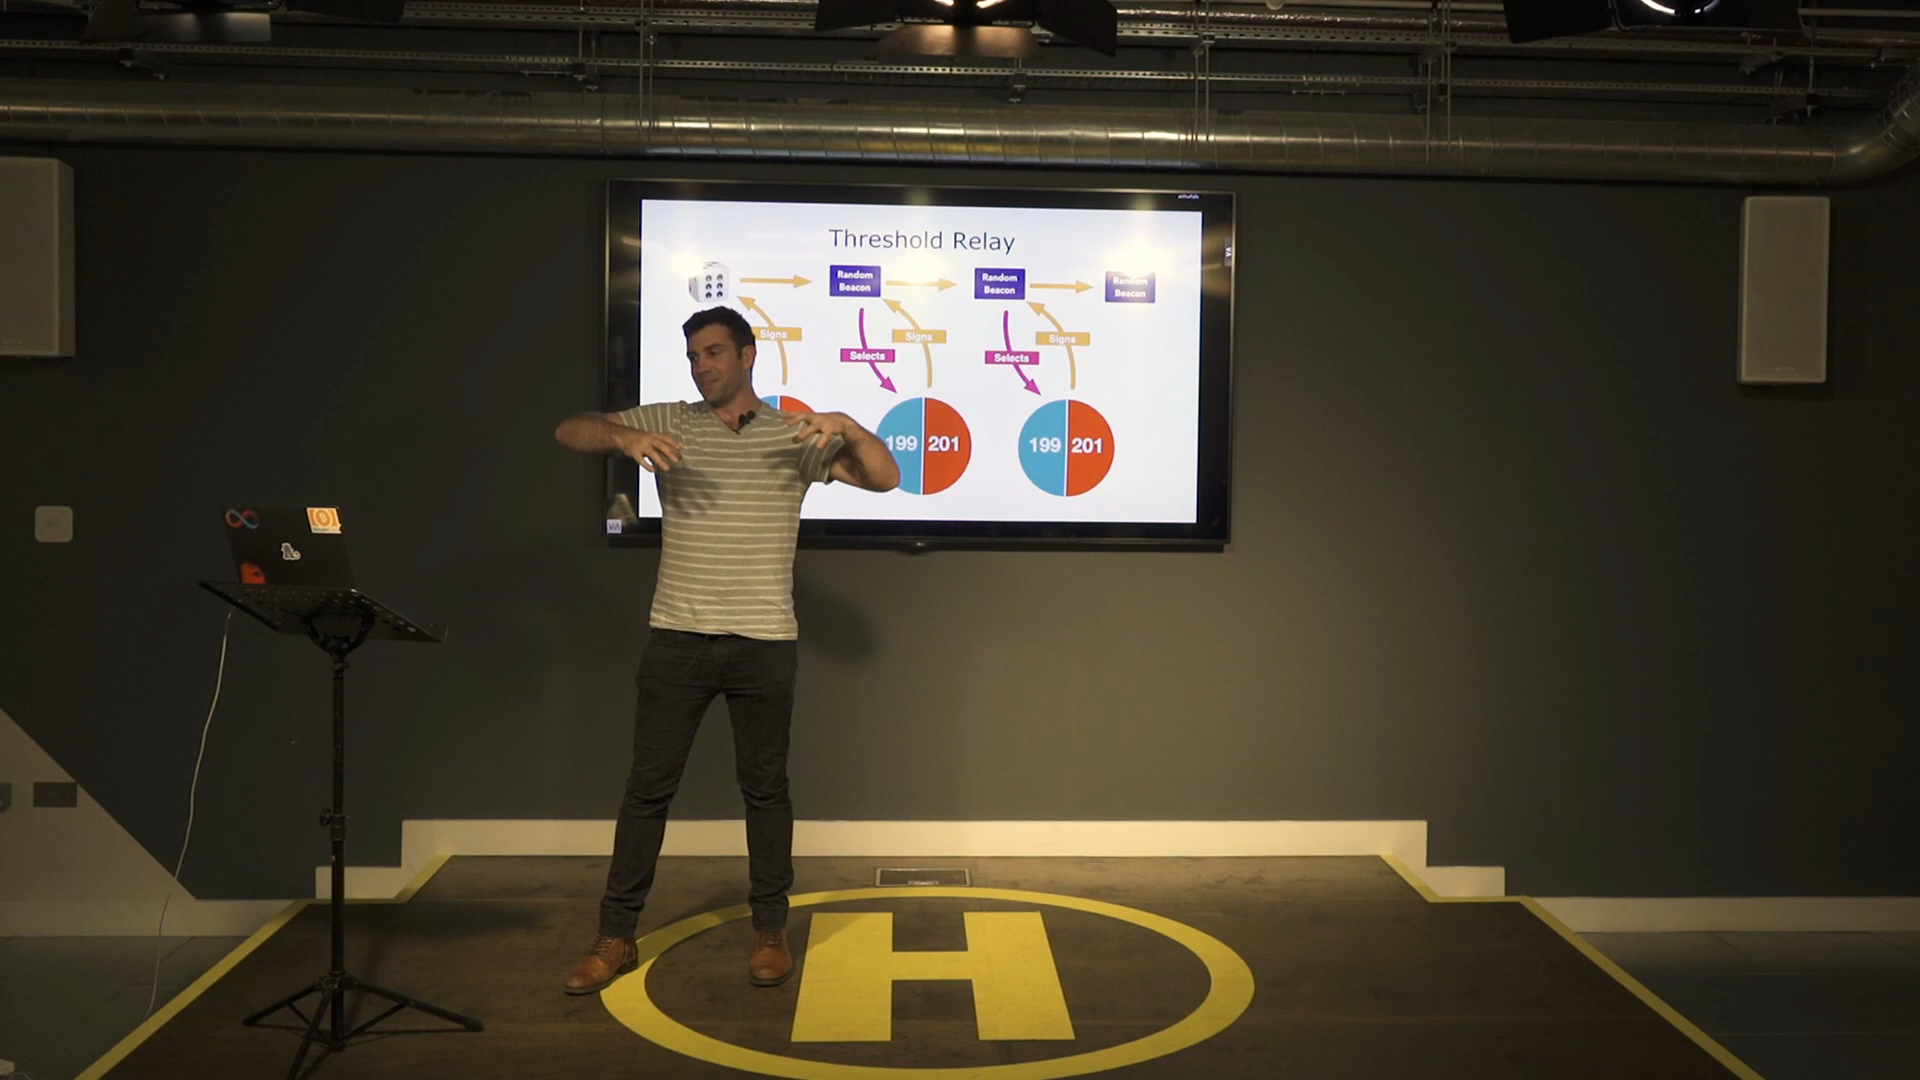 Threshold Relay
Random
Beacon
Random
Beacon
Random
Beacon
Signs
Signs
Signs
Selects
Selects
199 201
199 201
H